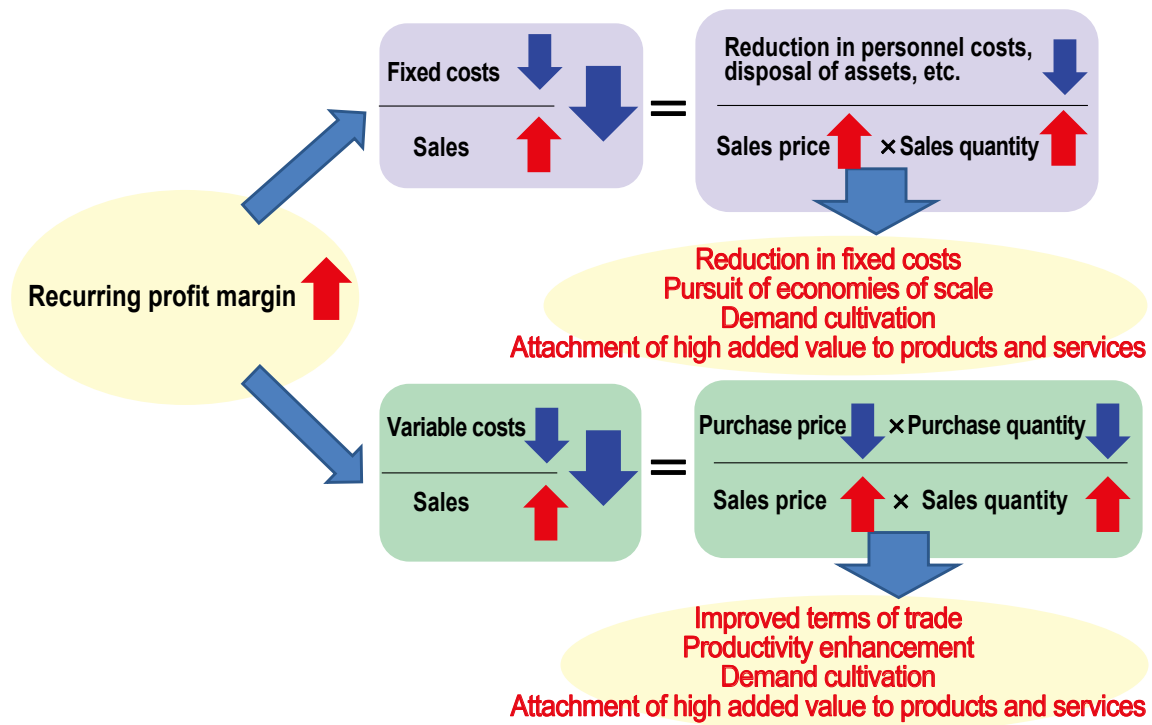 Recurring profit margin
Fixed costs
Sales
=
Reduction in personnel costs,
disposal of assets, etc.
Sales price × Sales quantity
Reduction in fixed costs
Pursuit of economies of scale
Demand cultivation
Attachment of high added value to products and services
Variable costs
Sales
=
Purchase price × Purchase quantity
Sales price × Sales quantity
Improved terms of trade
Productivity enhancement
Demand cultivation
Attachment of high added value to products and services